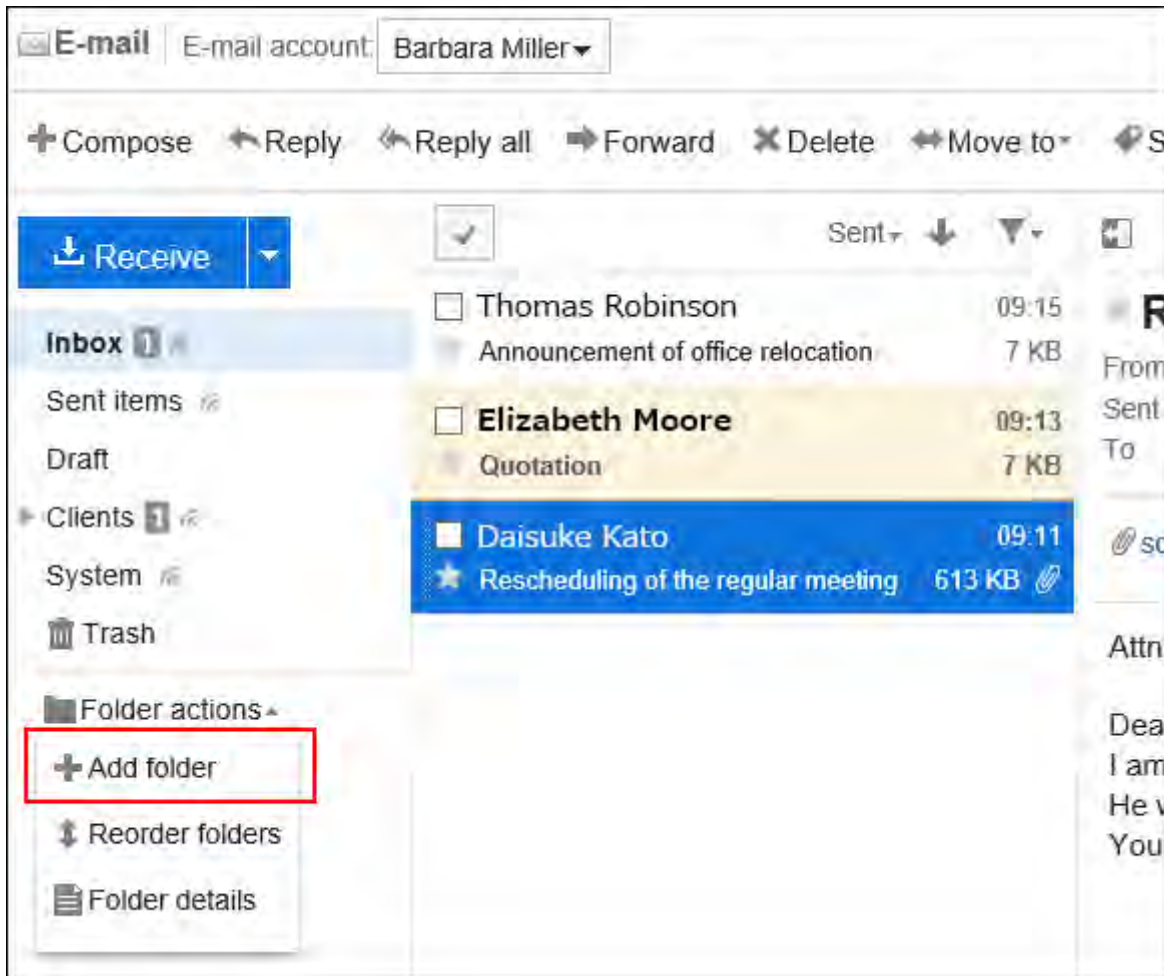 E-mail E-mail account: Barbara Miller
Compose Reply Reply all Forward Delete Move to S
Receive
Inbox 1
Sent items
Draft
Clients 1
System
Trash
Folder actions
Add folder
Reorder folders
Folder details
Sent
Thomas Robinson 09:15
Announcement of office relocation 7 KB
Elizabeth Moore 09:13
Quotation 7 KB
Daisuke Kato 09:11
Rescheduling of the regular meeting 613 KB
R
From
Sent
To
sc
Attn
Dea
I am
He w
You